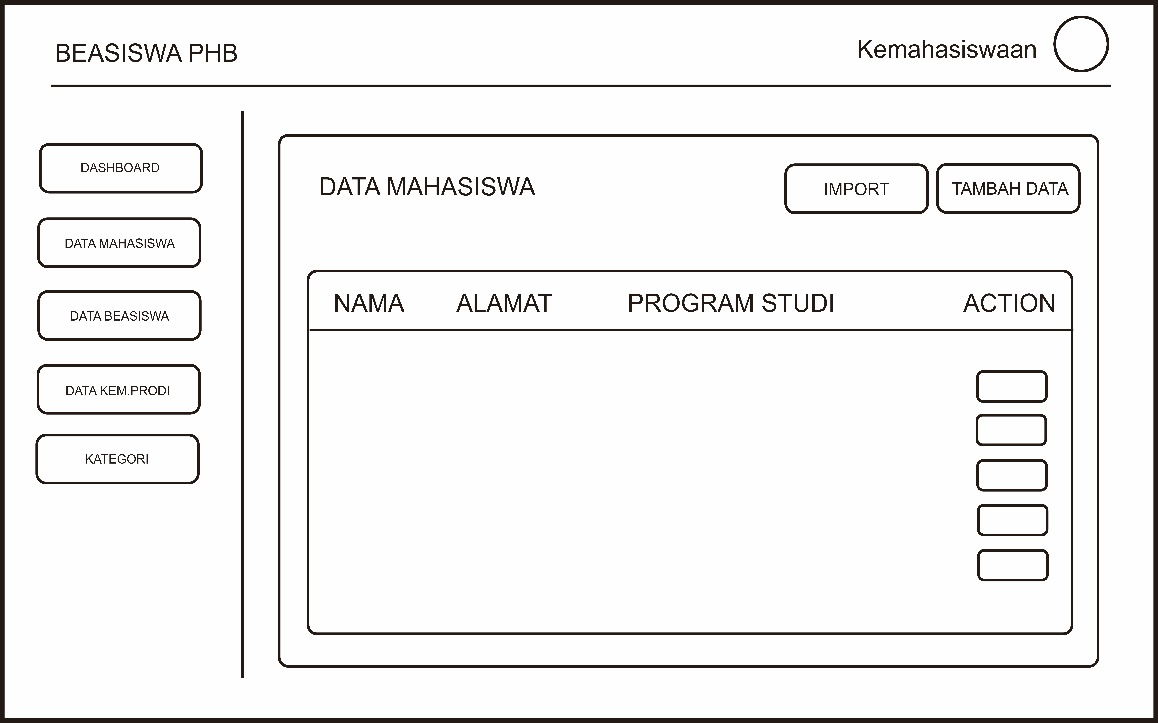 BEASISWA PHB
Kemahasiswaan
DASHBOARD
DATA MAHASISWA
DATA BEASISWA
DATA KEM.PRODI
KATEGORI
DATA MAHASISWA
IMPORT
TAMBAH DATA
NAMA ALAMAT PROGRAM STUDI ACTION